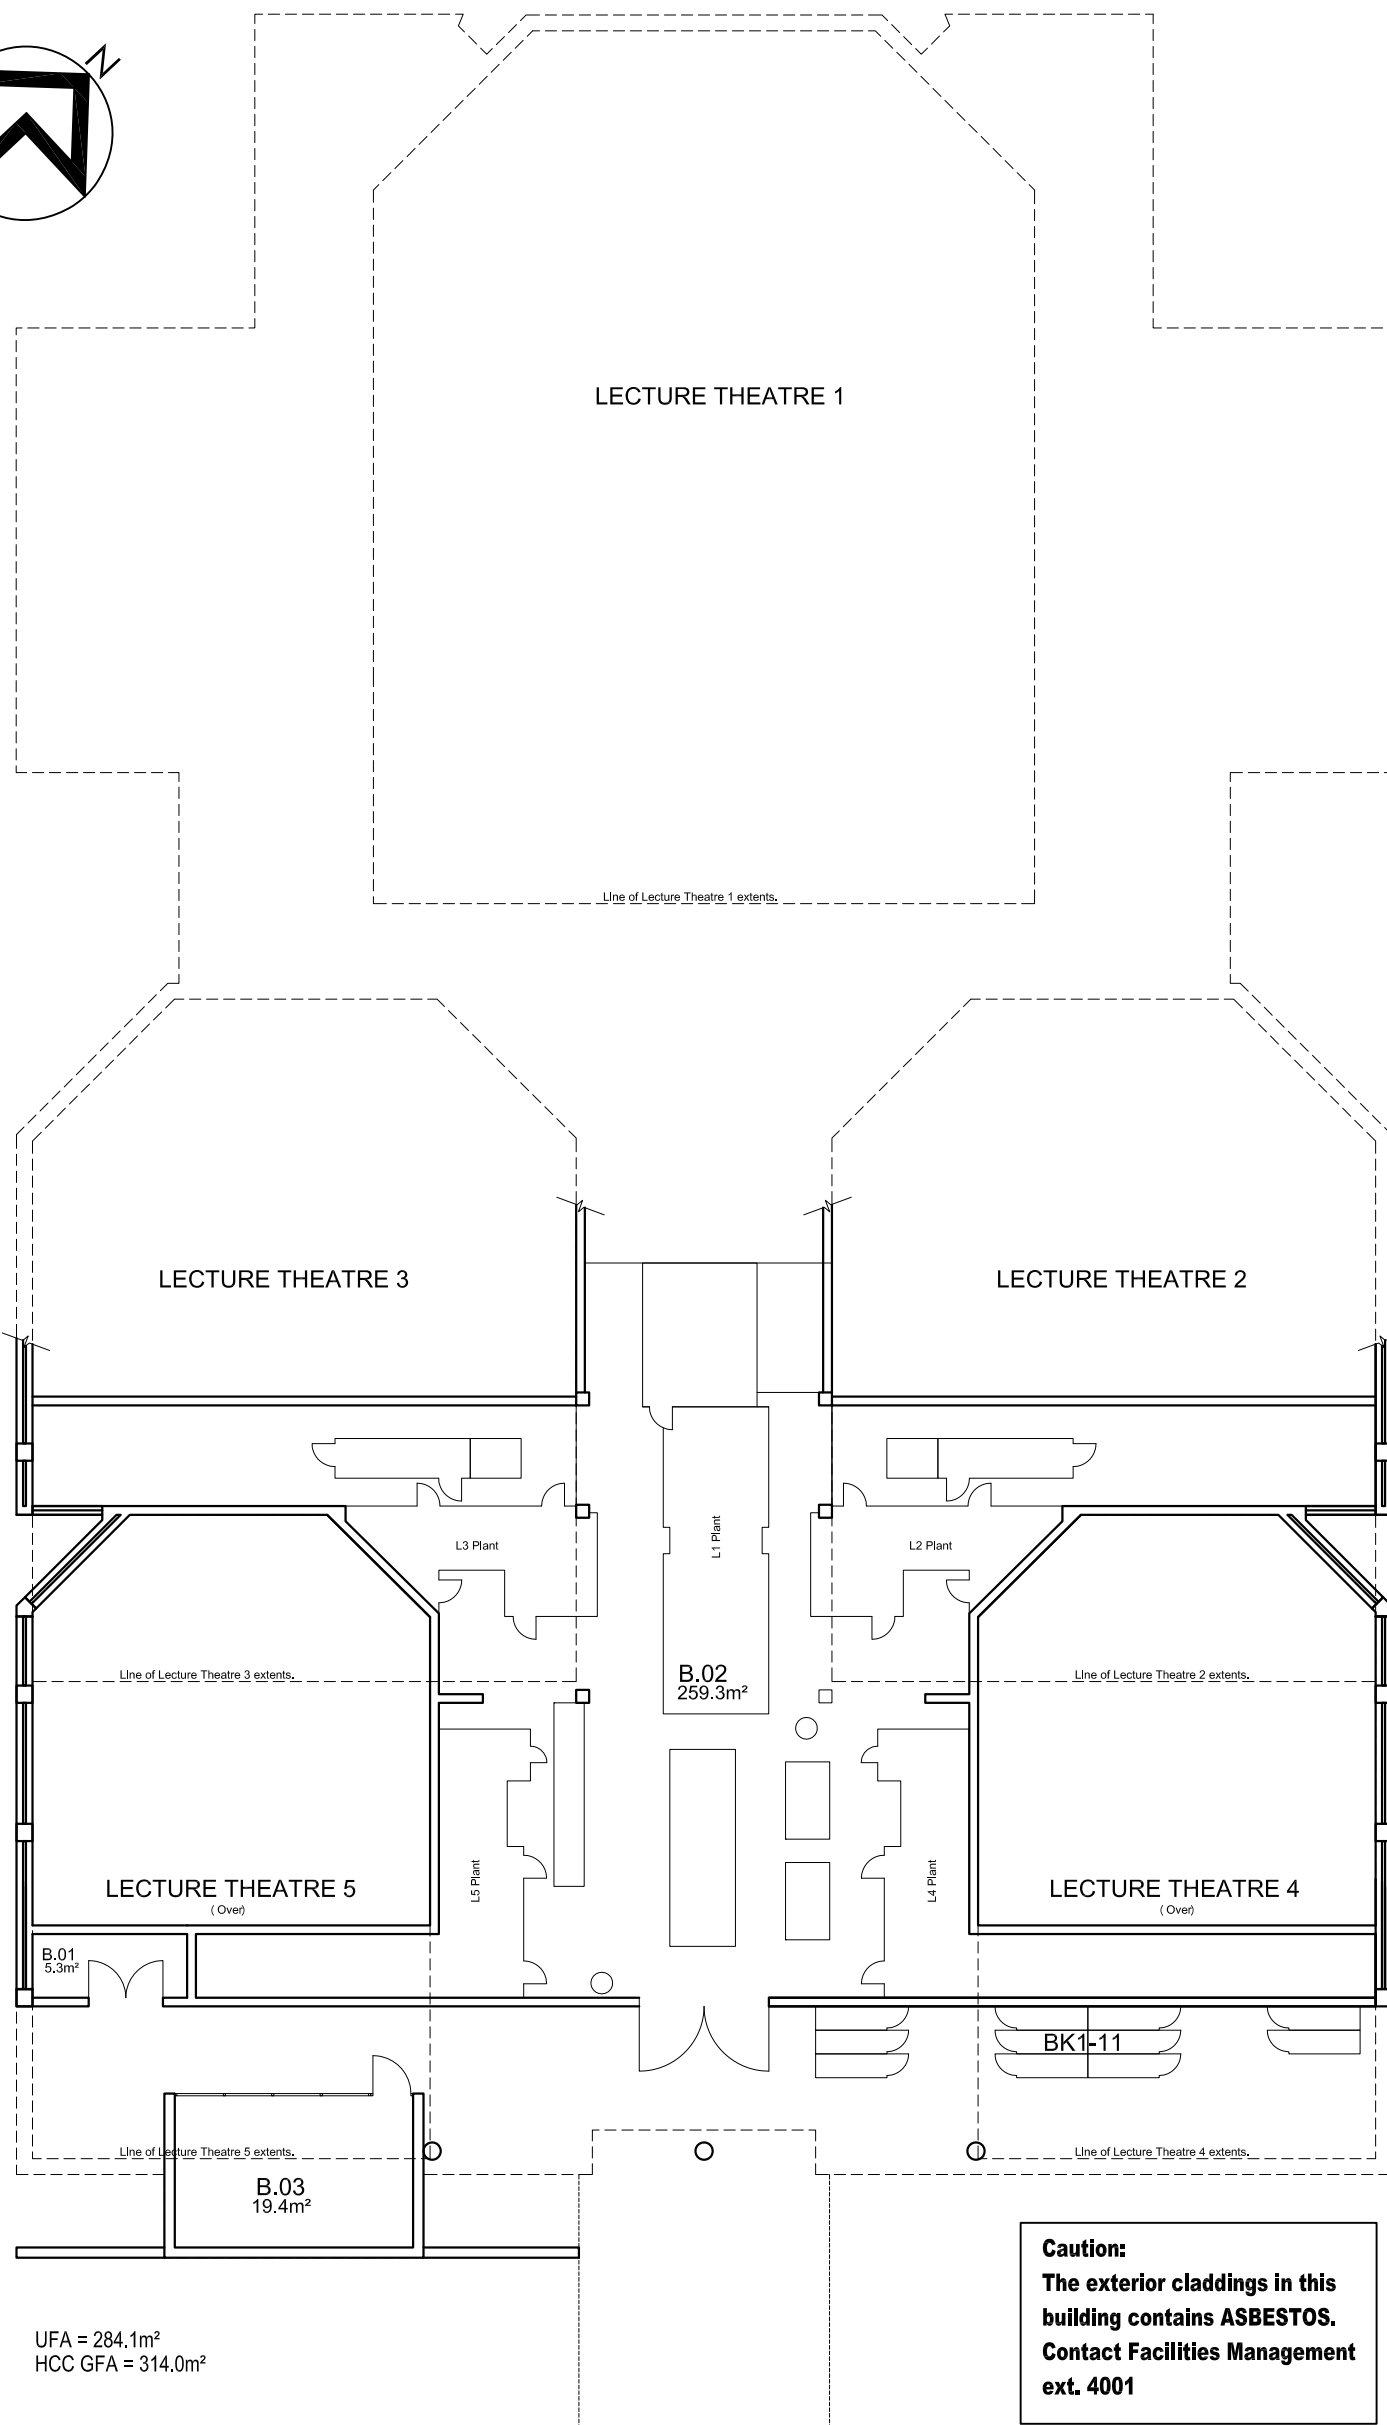 N
LECTURE THEATRE 1
Line of Lecture Theatre 1 extents.
LECTURE THEATRE 3
LECTURE THEATRE 2
L3 Plant
L1 Plant
L2 Plant
Line of Lecture Theatre 3 extents.
B.02
259.3m²
Line of Lecture Theatre 2 extents.
LECTURE THEATRE 5
( Over)
L5 Plant
L4 Plant
LECTURE THEATRE 4
( Over)
B.01
5.3m²
BK1-11
Line of Lecture Theatre 5 extents.
Line of Lecture Theatre 4 extents.
B.03
19.4m²
Caution:
The exterior claddings in this
building contains ASBESTOS.
Contact Facilities Management
ext. 4001
UFA = 284.1m²
HCC GFA = 314.0m²